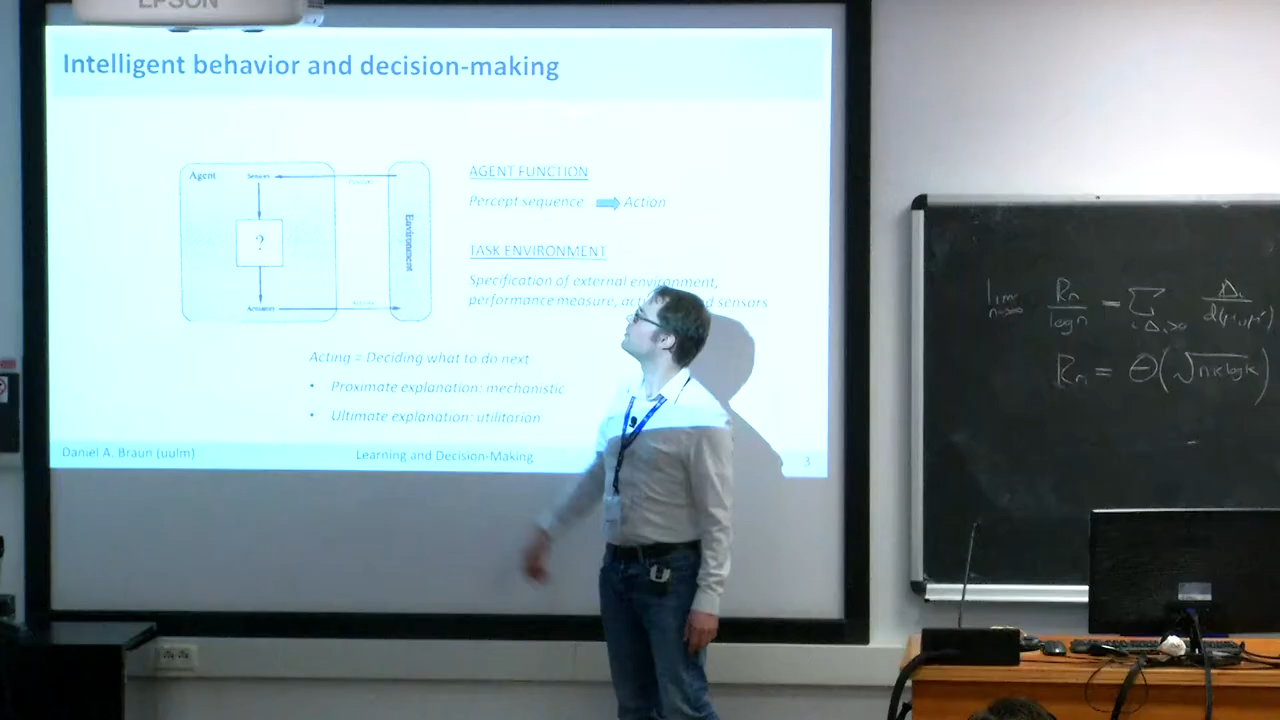 EPSON
Intelligent behavior and decision-making
Agent
Sensors
?
Actuators
Environment
AGENT FUNCTION
Percept sequence Action
TASK ENVIRONMENT
Specification of external environment,
performance measure, sensors
Acting = Deciding what to do next
• Proximate explanation: mechanistic
• Ultimate explanation: utilitarian
Daniel A. Braun (uulm)
Learning and Decision-Making
3
lim n→∞ Rn / log n = Σ
Rn = Θ(√nk log k)